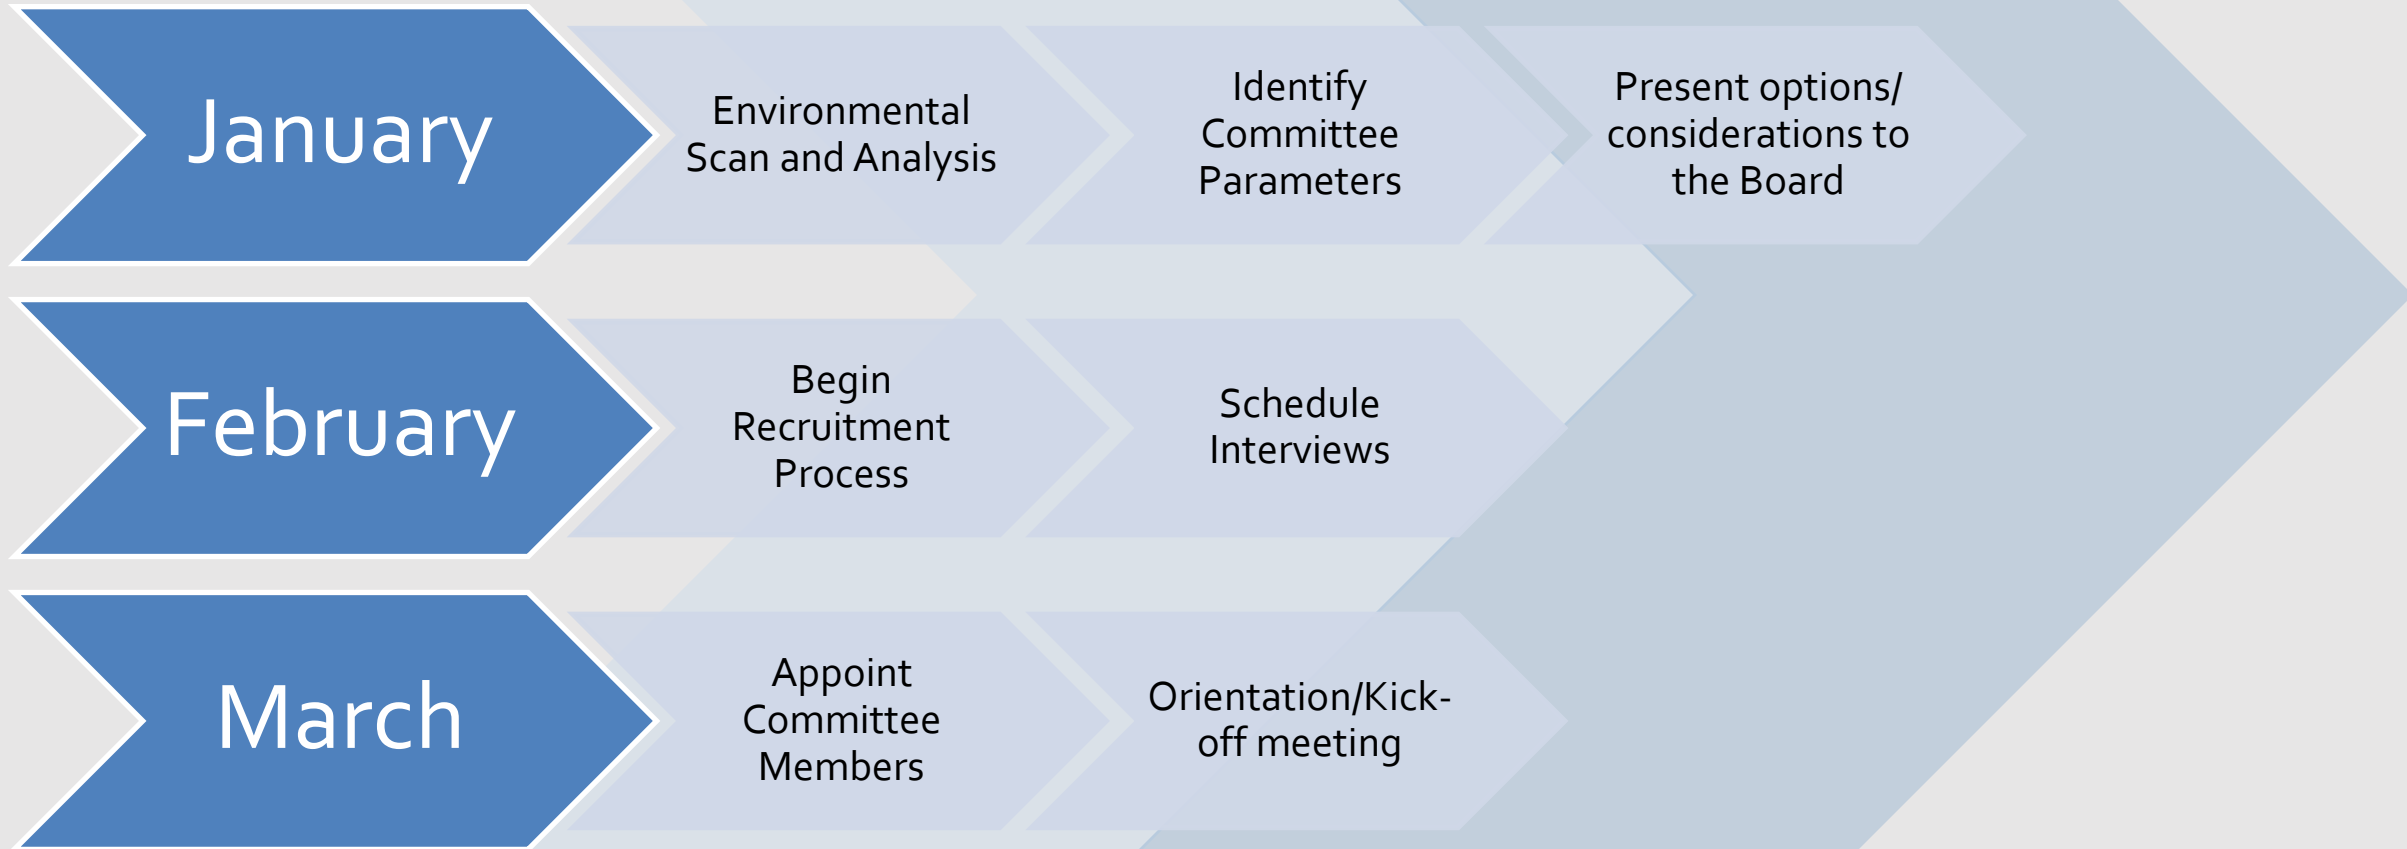 January
Environmental
Scan and Analysis
Identify
Committee
Parameters
Present options/
considerations to
the Board
February
Begin
Recruitment
Process
Schedule
Interviews
March
Appoint
Committee
Members
Orientation/Kick-
off meeting